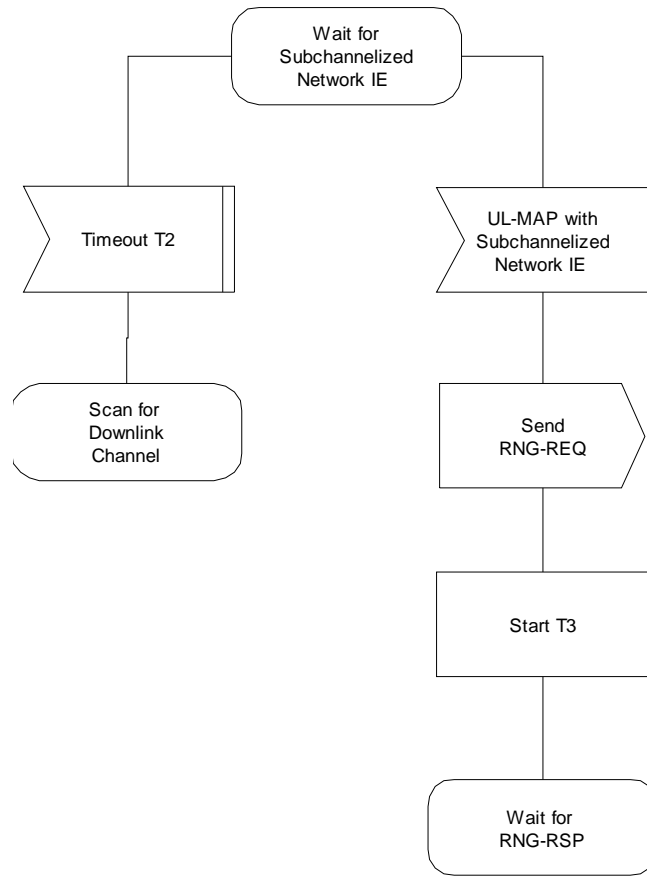 Wait for
Subchannelized
Network IE
Timeout T2
UL-MAP with
Subchannelized
Network IE
Scan for
Downlink
Channel
Send
RNG-REQ
Start T3
Wait for
RNG-RSP